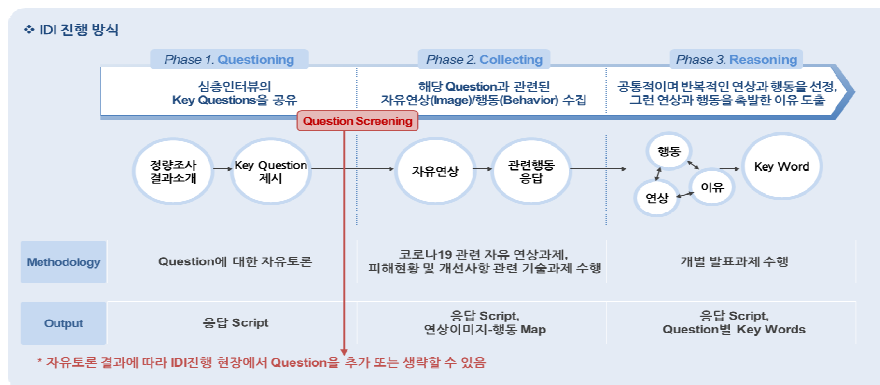 ❖ IDI 진행 방식
Phase 1. Questioning
Phase 2. Collecting
Phase 3. Reasoning
심층인터뷰의
Key Questions을 공유
해당 Question과 관련된
자유연상(Image)/행동(Behavior) 수집
공통적이며 반복적인 연상과 행동을 선정,
그런 연상과 행동을 촉발한 이유 도출
Question Screening
정량조사
결과소개
Key Question
제시
자유연상
관련행동
응답
행동
연상
이유
Key Word
Methodology
Question에 대한 자유토론
코로나19 관련 자유 연상과제,
피해현황 및 개선사항 관련 기술과제 수행
개별 발표과제 수행
Output
응답 Script
응답 Script,
연상이미지-행동 Map
응답 Script,
Question별 Key Words
* 자유토론 결과에 따라 IDI진행 현장에서 Question을 추가 또는 생략할 수 있음